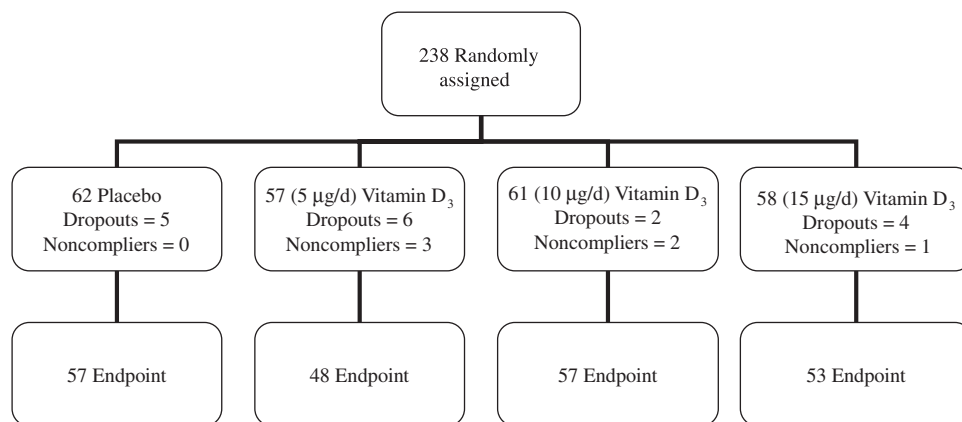 238 Randomly
assigned
62 Placebo
Dropouts = 5
Noncompliers = 0
57 (5 μg/d) Vitamin D₃
Dropouts = 6
Noncompliers = 3
61 (10 μg/d) Vitamin D₃
Dropouts = 2
Noncompliers = 2
58 (15 μg/d) Vitamin D₃
Dropouts = 4
Noncompliers = 1
57 Endpoint
48 Endpoint
57 Endpoint
53 Endpoint